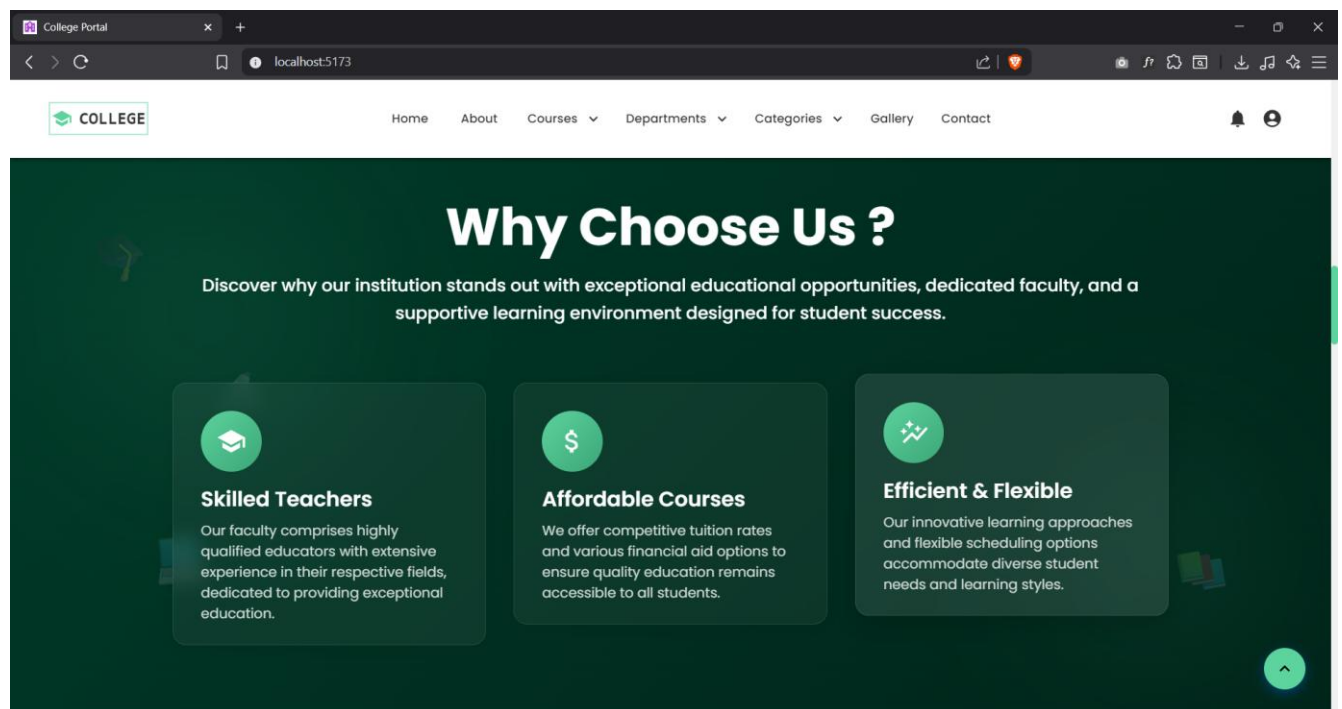 College Portal
localhost:5173
COLLEGE
Home About Courses Departments Categories Gallery Contact
Why Choose Us ?
Discover why our institution stands out with exceptional educational opportunities, dedicated faculty, and a
supportive learning environment designed for student success.
$
Skilled Teachers
Our faculty comprises highly
qualified educators with extensive
experience in their respective fields,
dedicated to providing exceptional
education.
Affordable Courses
We offer competitive tuition rates
and various financial aid options to
ensure quality education remains
accessible to all students.
Efficient & Flexible
Our innovative learning approaches
and flexible scheduling options
accommodate diverse student
needs and learning styles.